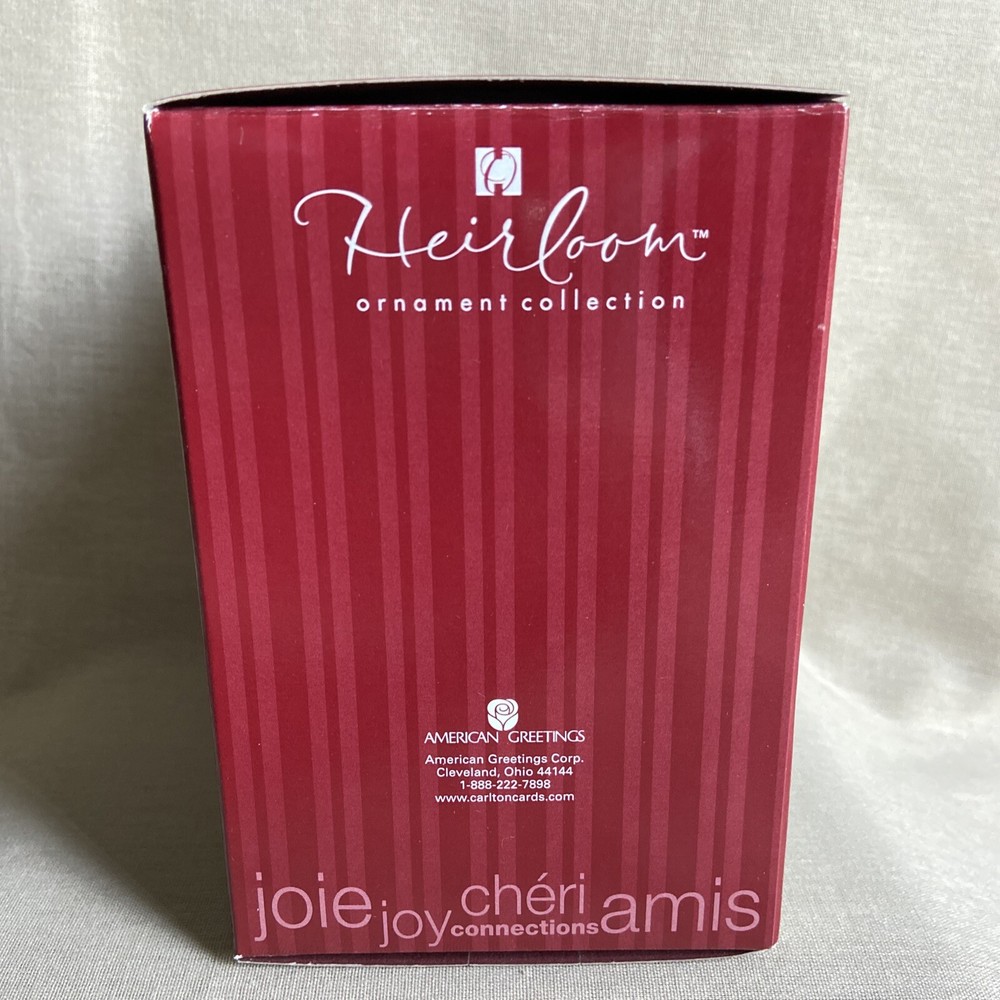 Heirloom™
ornament collection
AMERICAN GREETINGS
American Greetings Corp.
Cleveland, Ohio 44144
1-888-222-7898
www.carltoncards.com
joie joy chéri connections amis